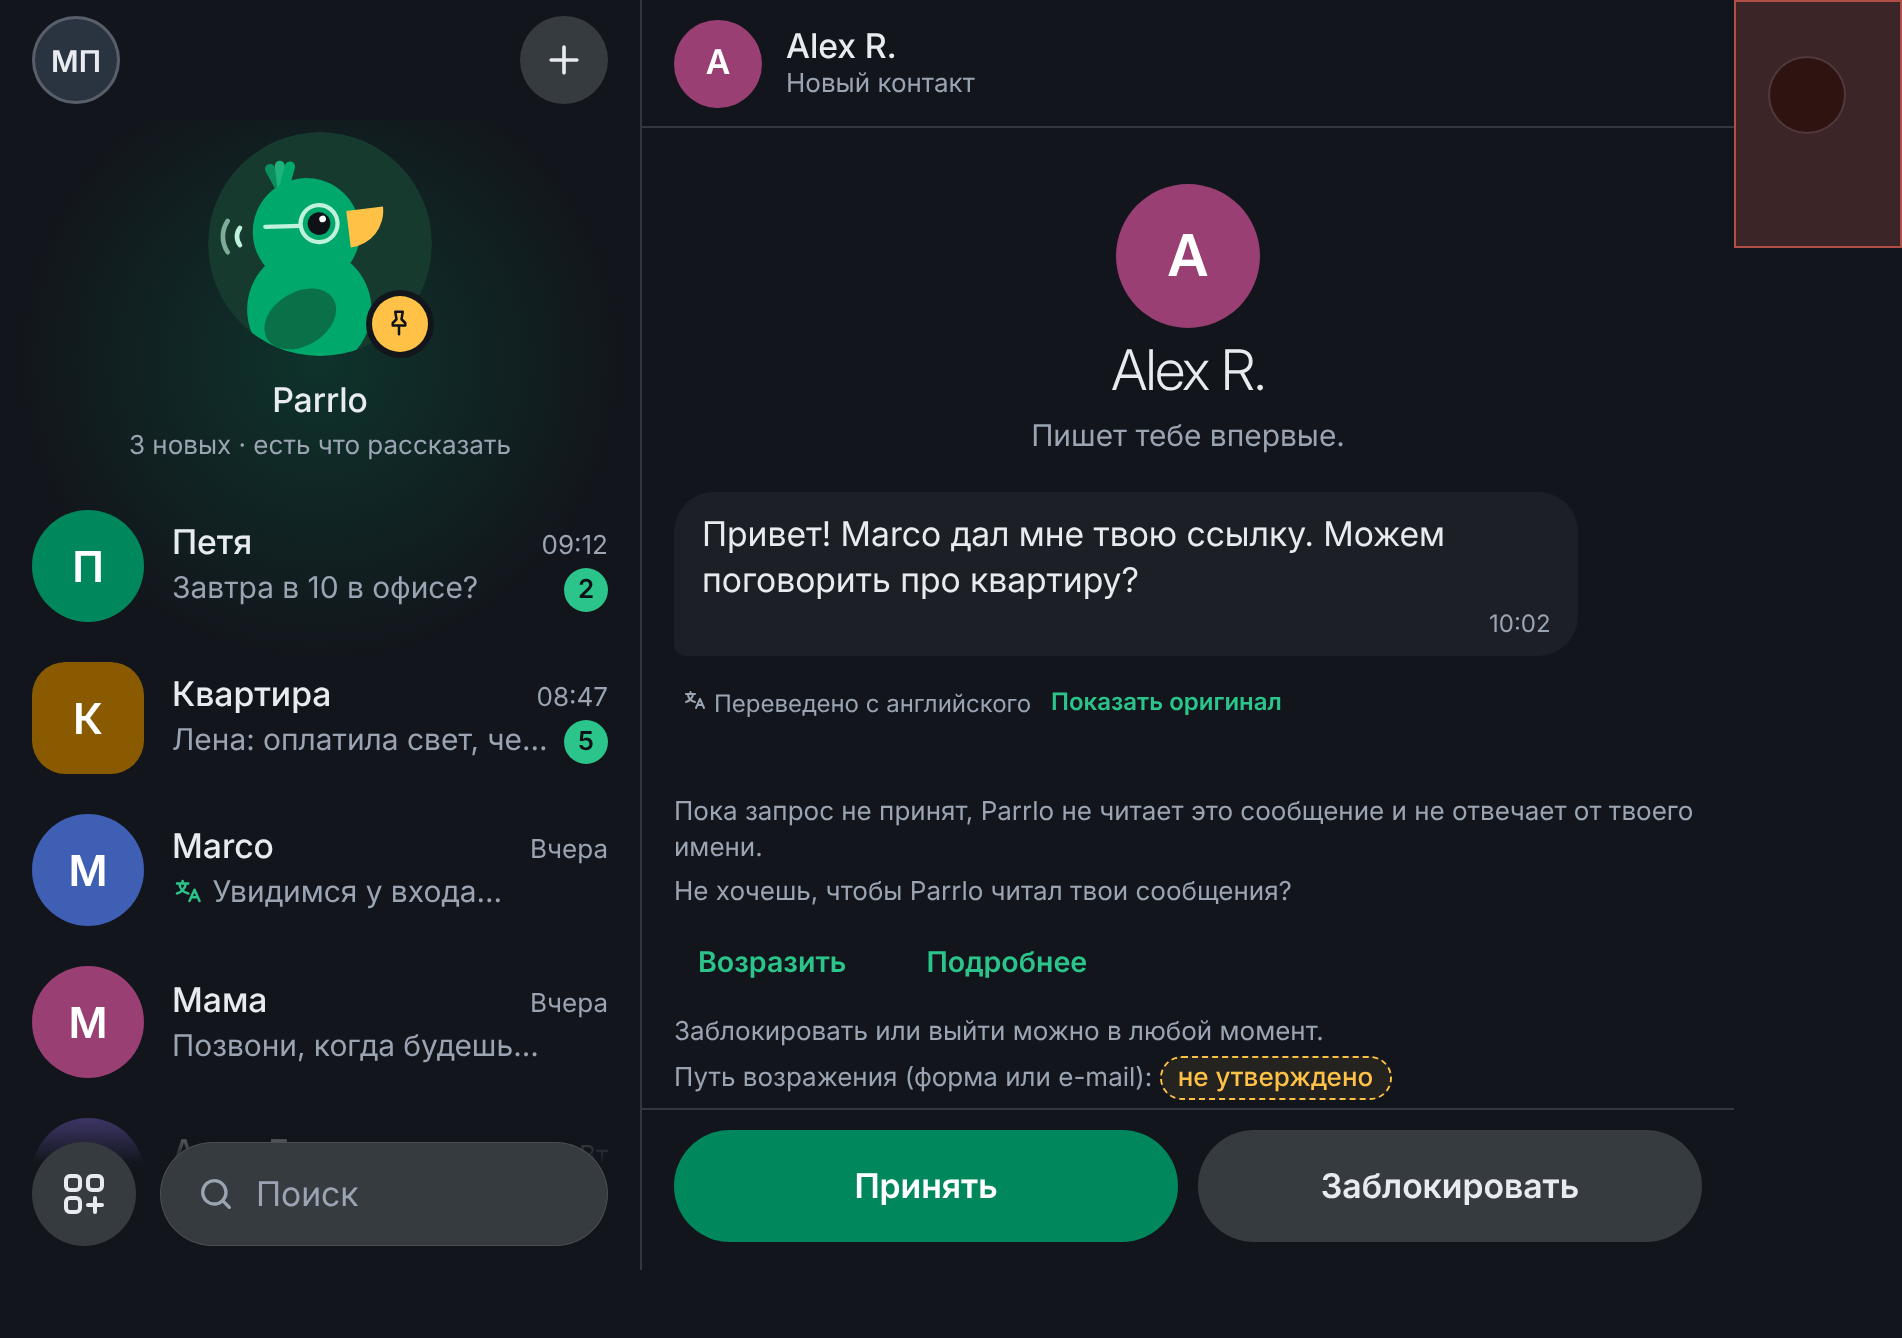 МП
Parrlo
3 новых · есть что рассказать
П
Петя
09:12
Завтра в 10 в офисе?
2
К
Квартира
08:47
Лена: оплатила свет, че...
5
M
Marco
Вчера
Увидимся у входа...
М
Мама
Вчера
Позвони, когда будешь...
Вт
Поиск
A
Alex R.
Новый контакт
A
Alex R.
Пишет тебе впервые.
Привет! Marco дал мне твою ссылку. Можем
поговорить про квартиру?
10:02
Переведено с английского Показать оригинал
Пока запрос не принят, Parrlo не читает это сообщение и не отвечает от твоего
имени.
Не хочешь, чтобы Parrlo читал твои сообщения?
Возразить Подробнее
Заблокировать или выйти можно в любой момент.
Путь возражения (форма или e-mail): не утверждено
Принять
Заблокировать